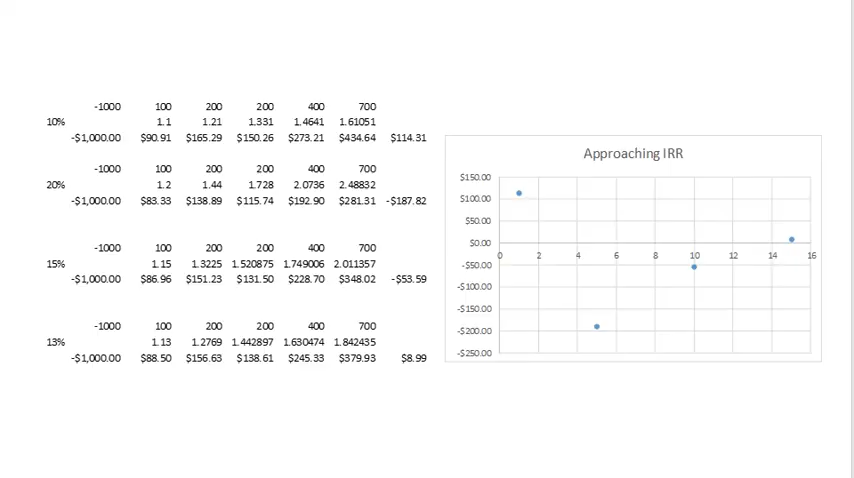 -1000 100 200 200 400 700
10% 1.1 1.21 1.331 1.4641 1.61051
-$1,000.00 $90.91 $165.29 $150.26 $273.21 $434.64 $114.31
-1000 100 200 200 400 700
20% 1.2 1.44 1.728 2.0736 2.48832
-$1,000.00 $83.33 $138.89 $115.74 $192.90 $281.31 -$187.82
-1000 100 200 200 400 700
15% 1.15 1.3225 1.520875 1.749006 2.011357
-$1,000.00 $86.96 $151.23 $131.50 $228.70 $348.02 -$53.59
-1000 100 200 200 400 700
13% 1.13 1.2769 1.442897 1.630474 1.842435
-$1,000.00 $88.50 $156.63 $138.61 $245.33 $379.93 $8.99
Approaching IRR
$150.00
$100.00
$50.00
$0.00
0 2 4 6 8 10 12 14 16
-$50.00
-$100.00
-$150.00
-$200.00
-$250.00